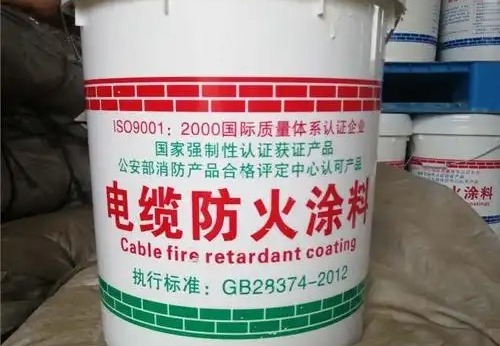 ISO9001：2000国际质量体系认证企业
国家强制性认证获证产品
公安部消防产品合格评定中心认可产品
电缆防火涂料
Cable fire retardant coating
执行标准：GB28374-2012
火涂料